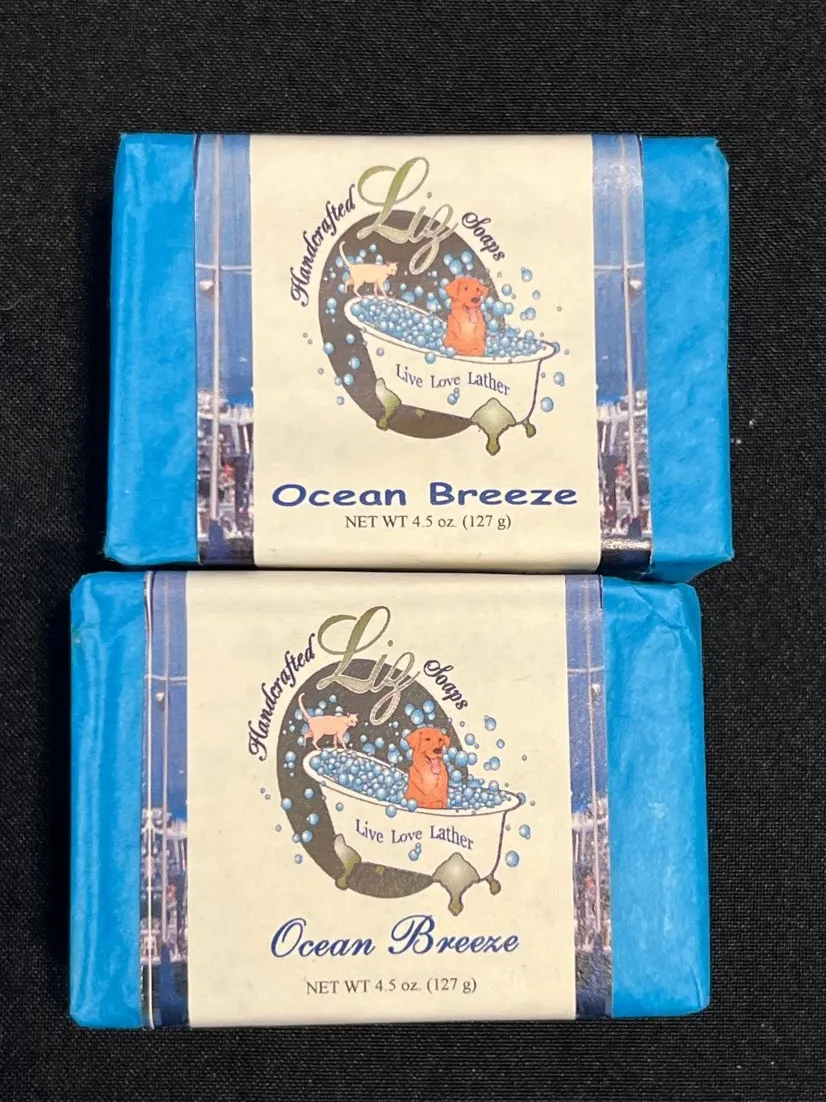 Handcrafted Liz Soaps
Live Love Lather
Ocean Breeze
NET WT 4.5 oz. (127 g)
Handcrafted Liz Soaps
Live Love Lather
Ocean Breeze
NET WT 4.5 oz. (127 g)